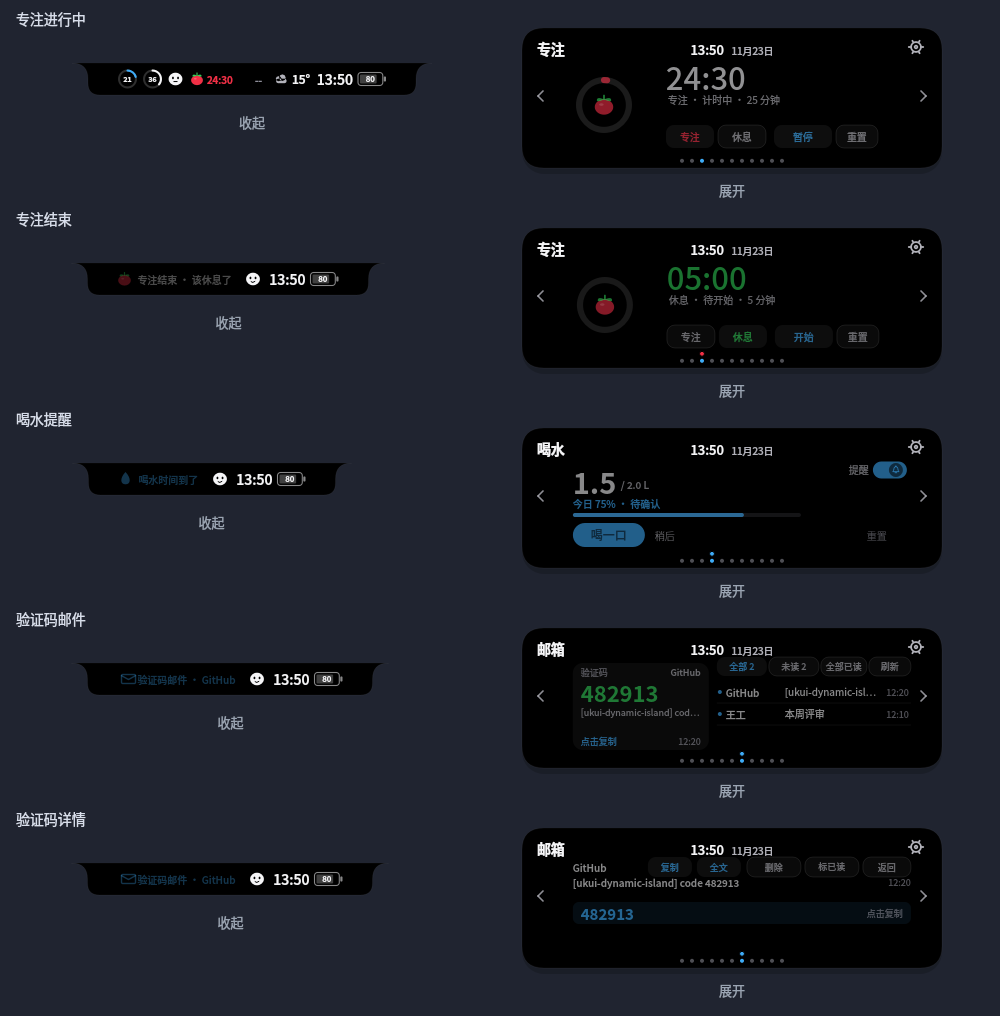 专注进行中
21 36 24:30 -- 15° 13:50 80
收起
专注 13:50 11月23日
24:30
专注 · 计时中 · 25 分钟
专注 休息 暂停 重置
展开
专注结束
专注结束 · 该休息了 13:50 80
收起
专注 13:50 11月23日
05:00
休息 · 待开始 · 5 分钟
专注 休息 开始 重置
展开
喝水提醒
喝水时间到了 13:50 80
收起
喝水 13:50 11月23日
提醒
1.5 / 2.0 L
今日 75% · 待确认
喝一口 稍后 重置
展开
验证码邮件
验证码邮件 · GitHub 13:50 80
收起
邮箱 13:50 11月23日
全部 2 未读 2 全部已读 刷新
验证码 GitHub
482913
[ukui-dynamic-island] cod…
点击复制 12:20
GitHub [ukui-dynamic-isl… 12:20
王工 本周评审 12:10
展开
验证码详情
验证码邮件 · GitHub 13:50 80
收起
邮箱 13:50 11月23日
GitHub 复制 全文 删除 标已读 返回
[ukui-dynamic-island] code 482913 12:20
482913 点击复制
展开